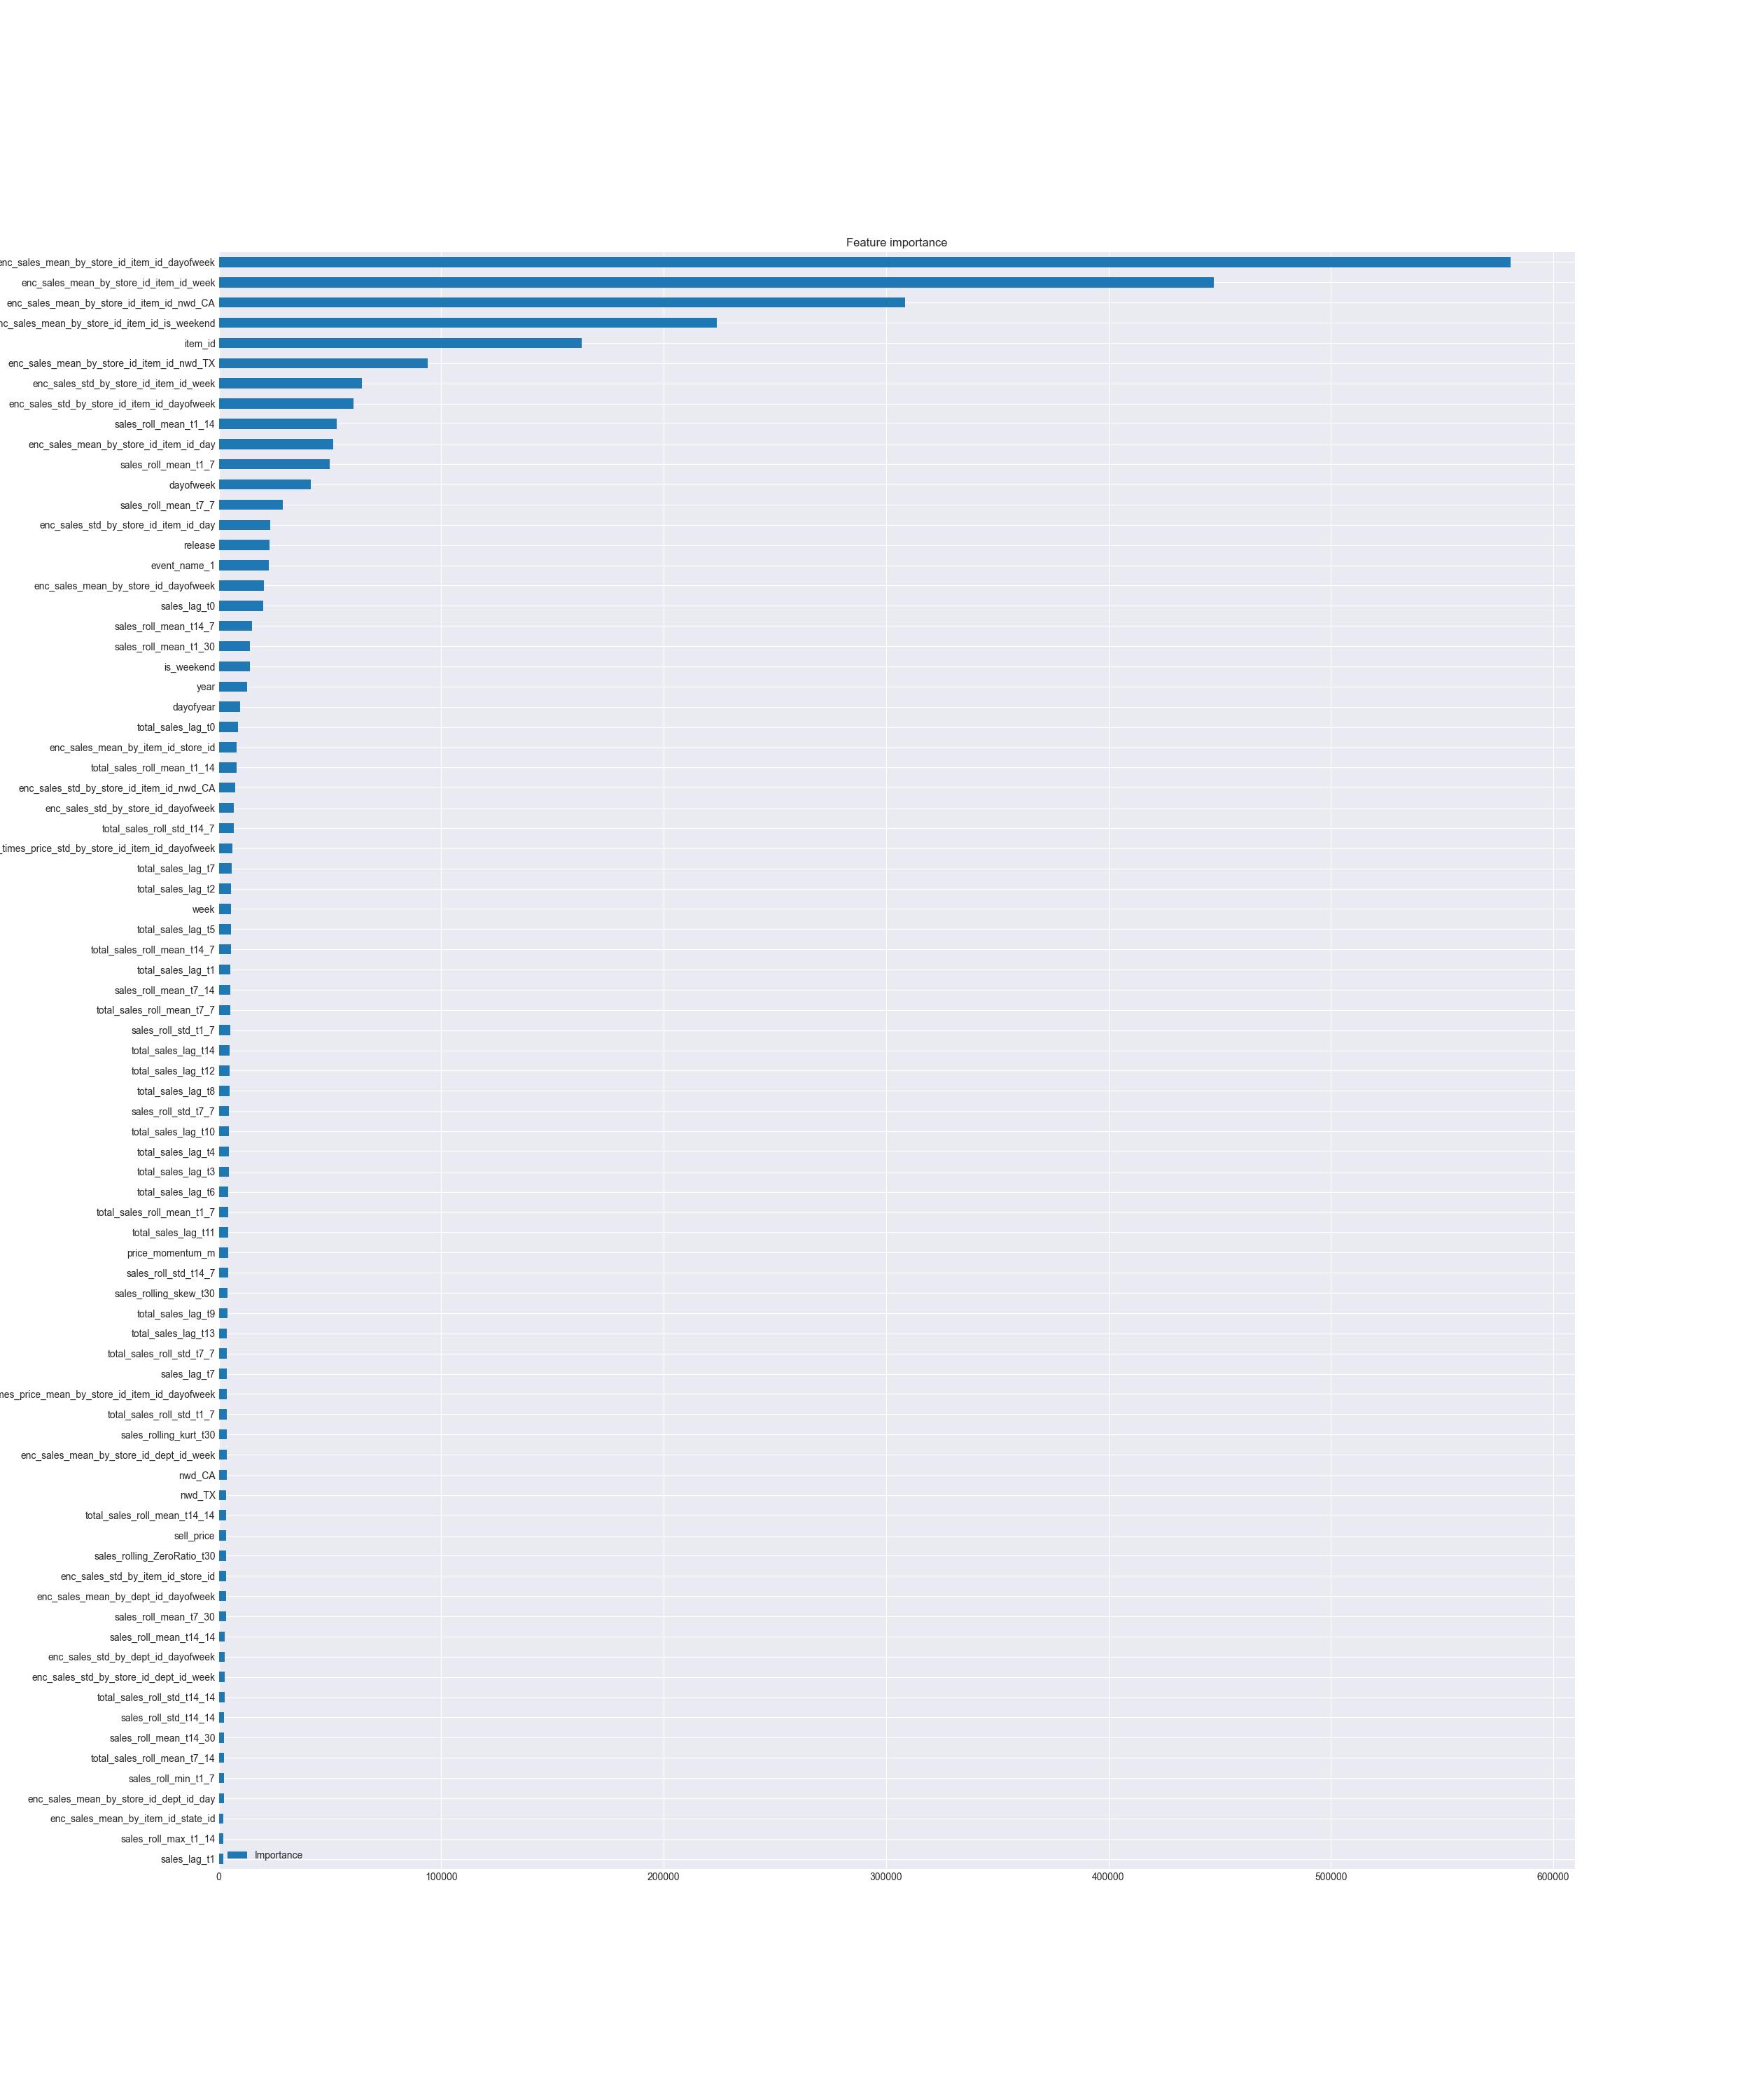 Feature importance
enc_sales_mean_by_store_id_item_id_dayofweek
enc_sales_mean_by_store_id_item_id_week
enc_sales_mean_by_store_id_item_id_nwd_CA
nc_sales_mean_by_store_id_item_id_is_weekend
item_id
enc_sales_mean_by_store_id_item_id_nwd_TX
enc_sales_std_by_store_id_item_id_week
enc_sales_std_by_store_id_item_id_dayofweek
sales_roll_mean_t1_14
enc_sales_mean_by_store_id_item_id_day
sales_roll_mean_t1_7
dayofweek
sales_roll_mean_t7_7
enc_sales_std_by_store_id_item_id_day
release
event_name_1
enc_sales_mean_by_store_id_dayofweek
sales_lag_t0
sales_roll_mean_t14_7
sales_roll_mean_t1_30
is_weekend
year
dayofyear
total_sales_lag_t0
enc_sales_mean_by_item_id_store_id
total_sales_roll_mean_t1_14
enc_sales_std_by_store_id_item_id_nwd_CA
enc_sales_std_by_store_id_dayofweek
total_sales_roll_std_t14_7
_times_price_std_by_store_id_item_id_dayofweek
total_sales_lag_t7
total_sales_lag_t2
week
total_sales_lag_t5
total_sales_roll_mean_t14_7
total_sales_lag_t1
sales_roll_mean_t7_14
total_sales_roll_mean_t7_7
sales_roll_std_t1_7
total_sales_lag_t14
total_sales_lag_t12
total_sales_lag_t8
sales_roll_std_t7_7
total_sales_lag_t10
total_sales_lag_t4
total_sales_lag_t3
total_sales_lag_t6
total_sales_roll_mean_t1_7
total_sales_lag_t11
price_momentum_m
sales_roll_std_t14_7
sales_rolling_skew_t30
total_sales_lag_t9
total_sales_lag_t13
total_sales_roll_std_t7_7
sales_lag_t7
mes_price_mean_by_store_id_item_id_dayofweek
total_sales_roll_std_t1_7
sales_rolling_kurt_t30
enc_sales_mean_by_store_id_dept_id_week
nwd_CA
nwd_TX
total_sales_roll_mean_t14_14
sell_price
sales_rolling_ZeroRatio_t30
enc_sales_std_by_item_id_store_id
enc_sales_mean_by_dept_id_dayofweek
sales_roll_mean_t7_30
sales_roll_mean_t14_14
enc_sales_std_by_dept_id_dayofweek
enc_sales_std_by_store_id_dept_id_week
total_sales_roll_std_t14_14
sales_roll_std_t14_14
sales_roll_mean_t14_30
total_sales_roll_mean_t7_14
sales_roll_min_t1_7
enc_sales_mean_by_store_id_dept_id_day
enc_sales_mean_by_item_id_state_id
sales_roll_max_t1_14
sales_lag_t1
Importance
0 100000 200000 300000 400000 500000 600000